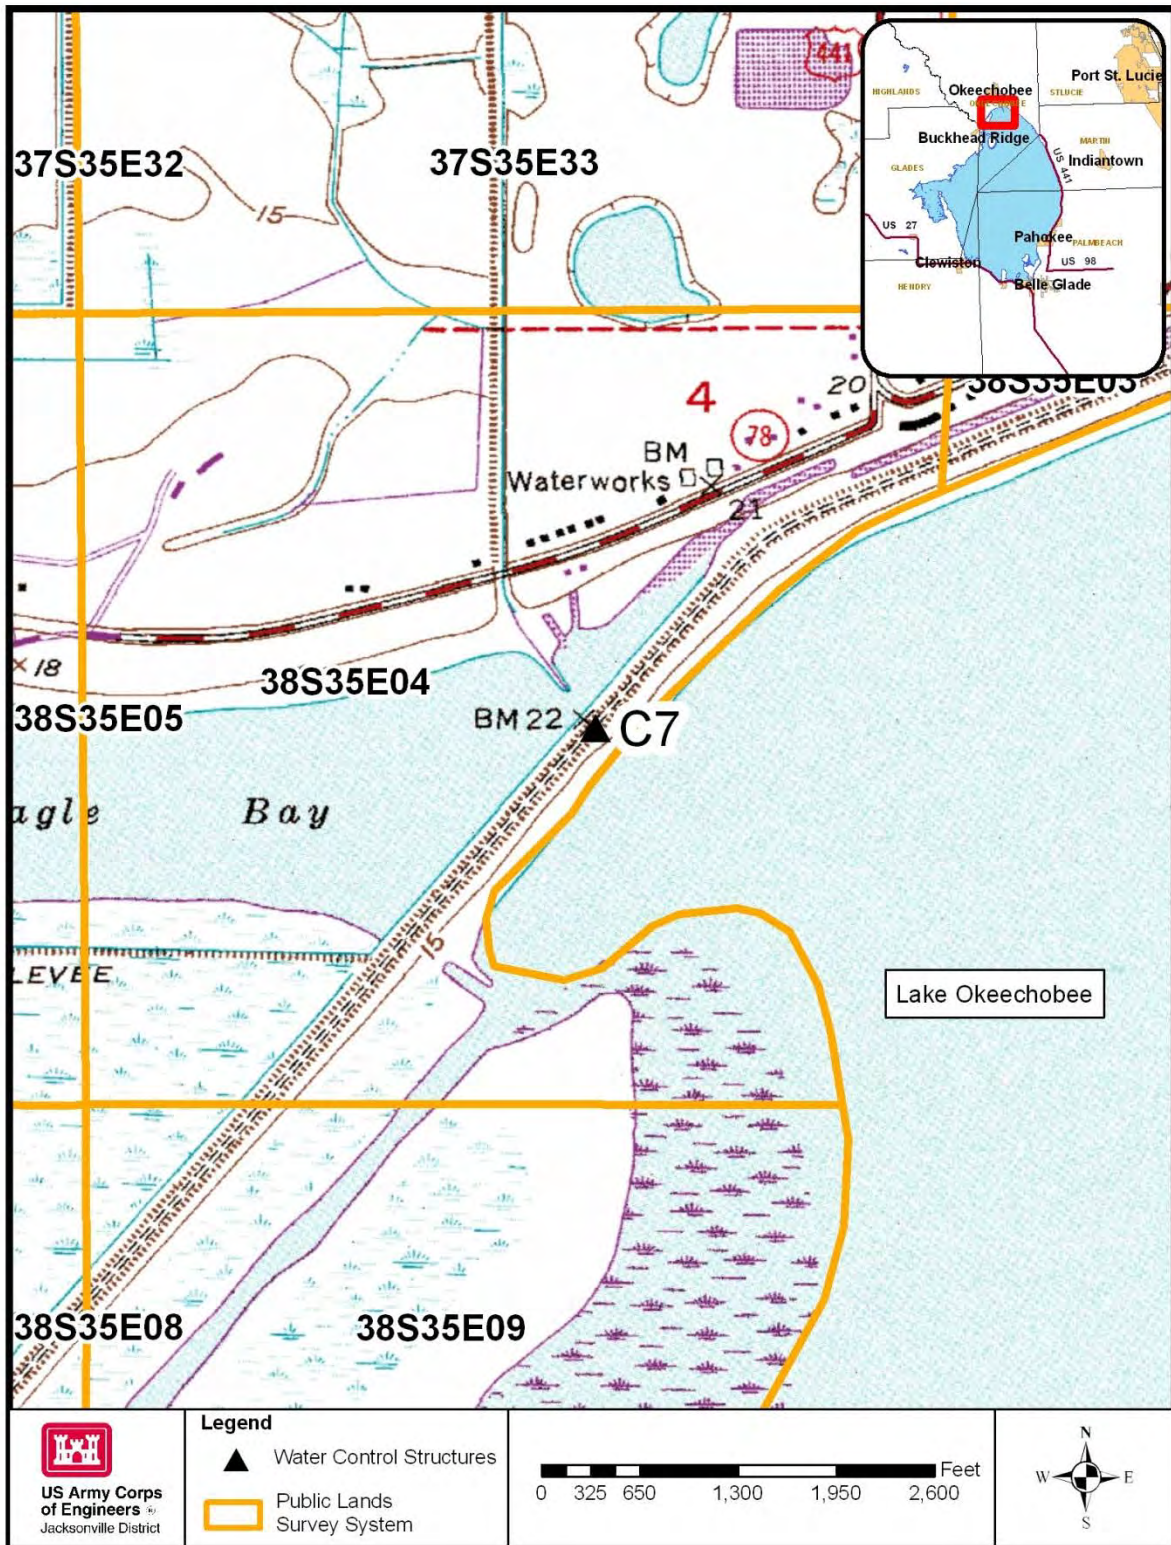 441
37S35E32
37S35E33
15
HIGHLANDS
Okeechobee
STLUCIE
Port St. Lucie
Buckhead Ridge
MARTIN
Indiantown
GLADES
US 441
US 27
Pahokee
PALMBEACH
Clewiston
US 98
HENDRY
Belle Glade
38S35E03
4
20
78
BM
Waterworks
21
18
38S35E04
38S35E05
BM 22
C7
agle Bay
15
LEVEE
Lake Okeechobee
38S35E08
38S35E09
US Army Corps
of Engineers ®
Jacksonville District
Legend
Water Control Structures
Public Lands
Survey System
Feet
0 325 650 1,300 1,950 2,600
N
W E
S